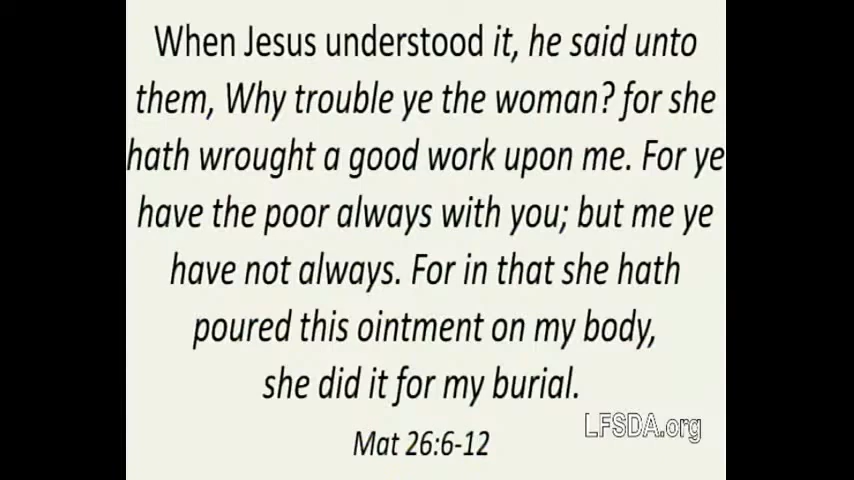 When Jesus understood it, he said unto
them, Why trouble ye the woman? for she
hath wrought a good work upon me. For ye
have the poor always with you; but me ye
have not always. For in that she hath
poured this ointment on my body,
she did it for my burial.
LFSDA.org
Mat 26:6-12